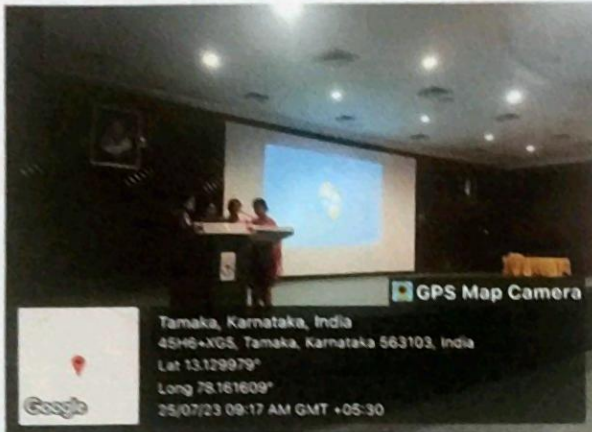 GPS Map Camera
Tamaka, Karnataka, India
45H6+XG5, Tamaka, Karnataka 563103, India
Lat 13.129979°
Long 78.161609°
25/07/23 09:17 AM GMT +05:30
Google